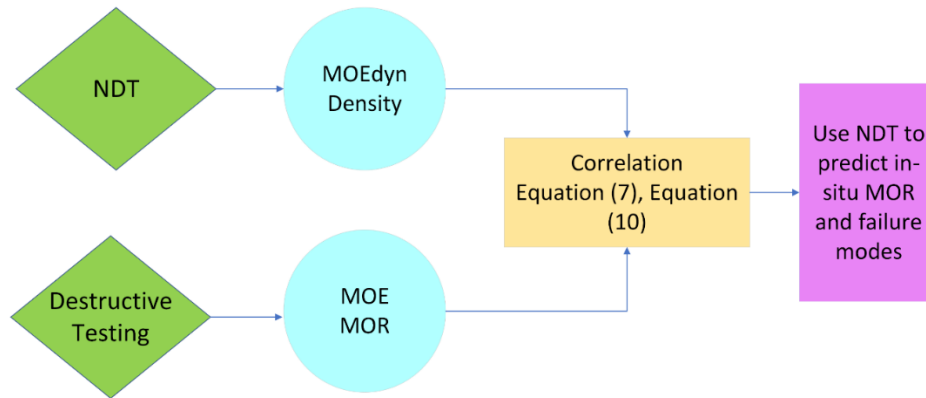 NDT
MOEdyn
Density
Correlation
Equation (7), Equation
(10)
Use NDT to
predict in-
situ MOR
and failure
modes
Destructive
Testing
MOE
MOR